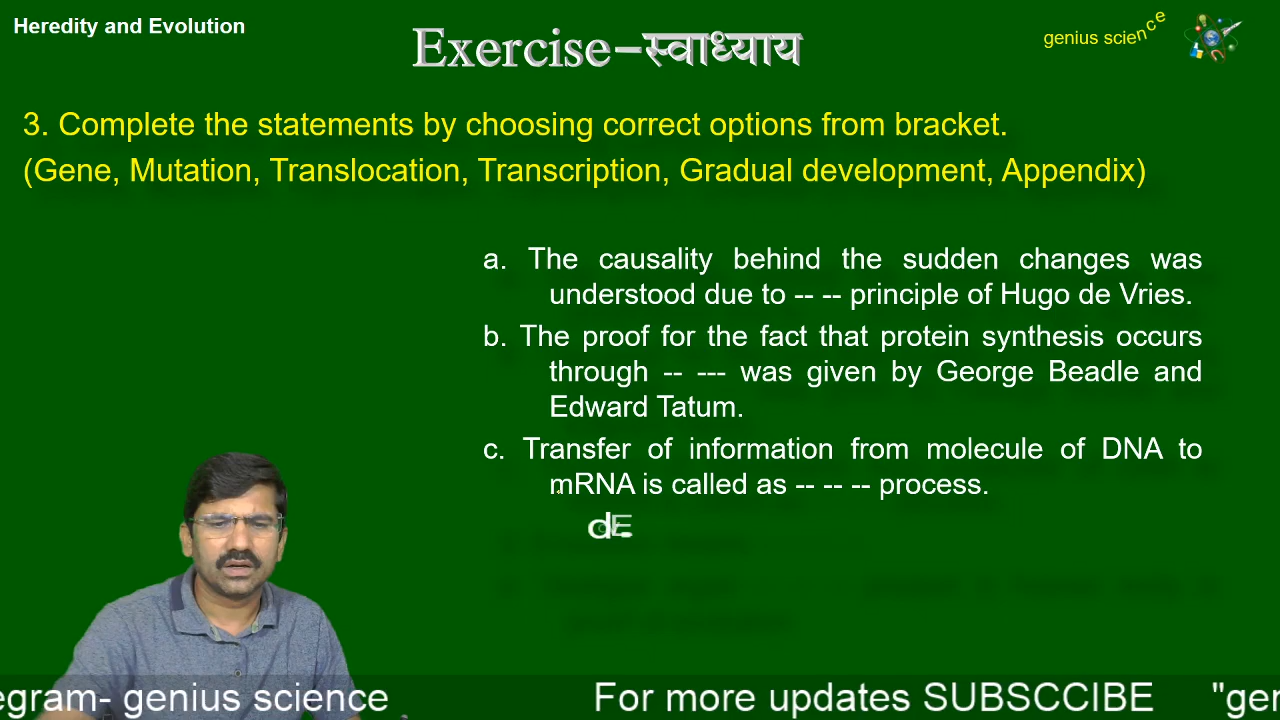 Heredity and Evolution
Exercise-स्वाध्याय
genius science
3. Complete the statements by choosing correct options from bracket.
(Gene, Mutation, Translocation, Transcription, Gradual development, Appendix)
a. The causality behind the sudden changes was
understood due to -- -- principle of Hugo de Vries.
b. The proof for the fact that protein synthesis occurs
through -- --- was given by George Beadle and
Edward Tatum.
c. Transfer of information from molecule of DNA to
mRNA is called as -- -- -- process.
egram- genius science For more updates SUBSCCIBE "ger